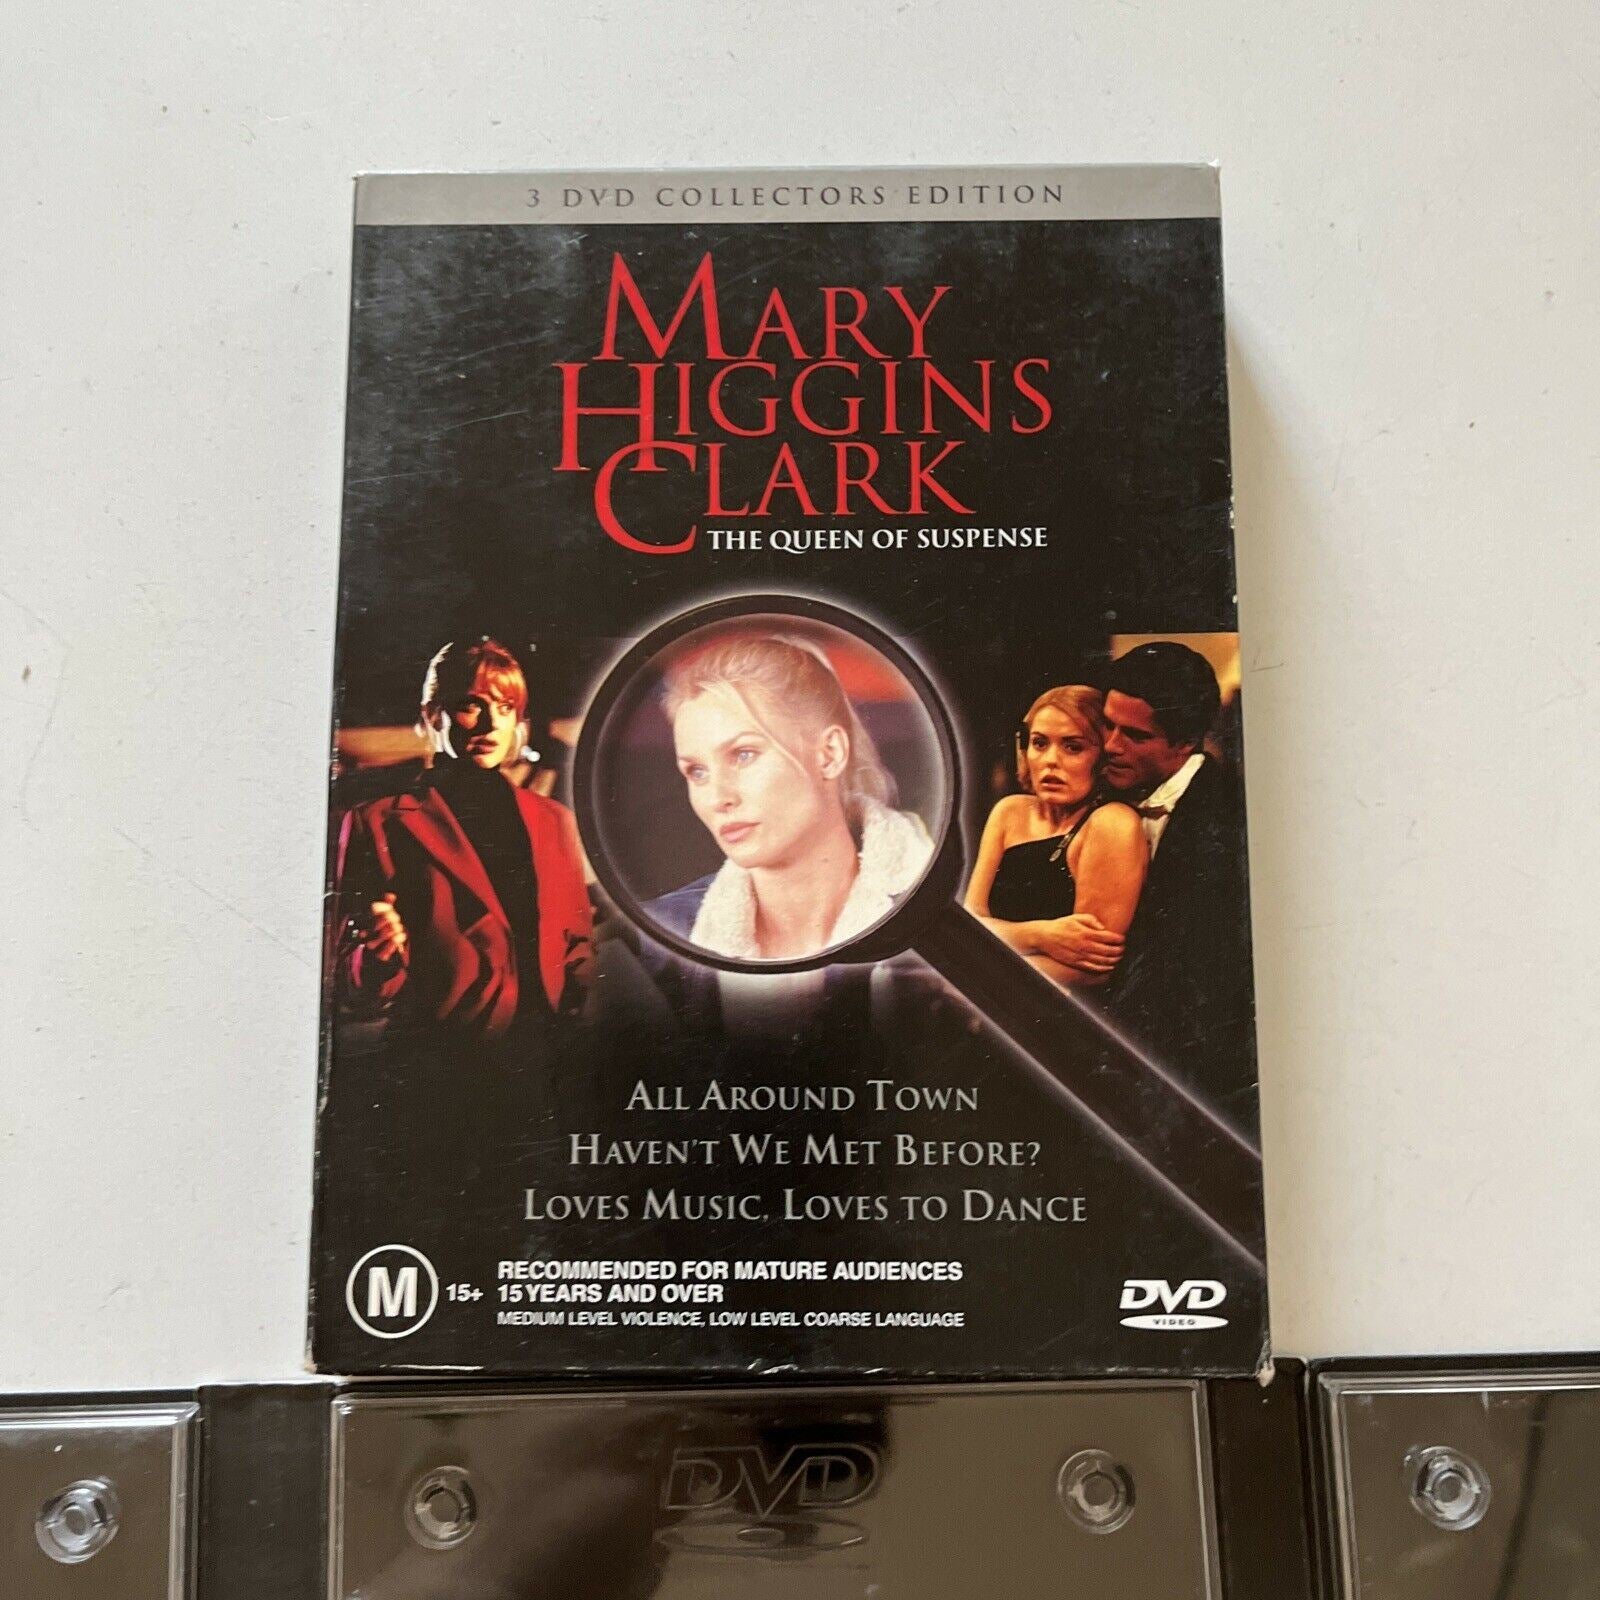 3 DVD COLLECTORS EDITION
MARY
HIGGINS
CLARK
THE QUEEN OF SUSPENSE
ALL AROUND TOWN
HAVEN'T WE MET BEFORE?
LOVES MUSIC, LOVES TO DANCE
M 15+ RECOMMENDED FOR MATURE AUDIENCES
15 YEARS AND OVER
MEDIUM LEVEL VIOLENCE, LOW LEVEL COARSE LANGUAGE
DVD
VIDEO
DVD